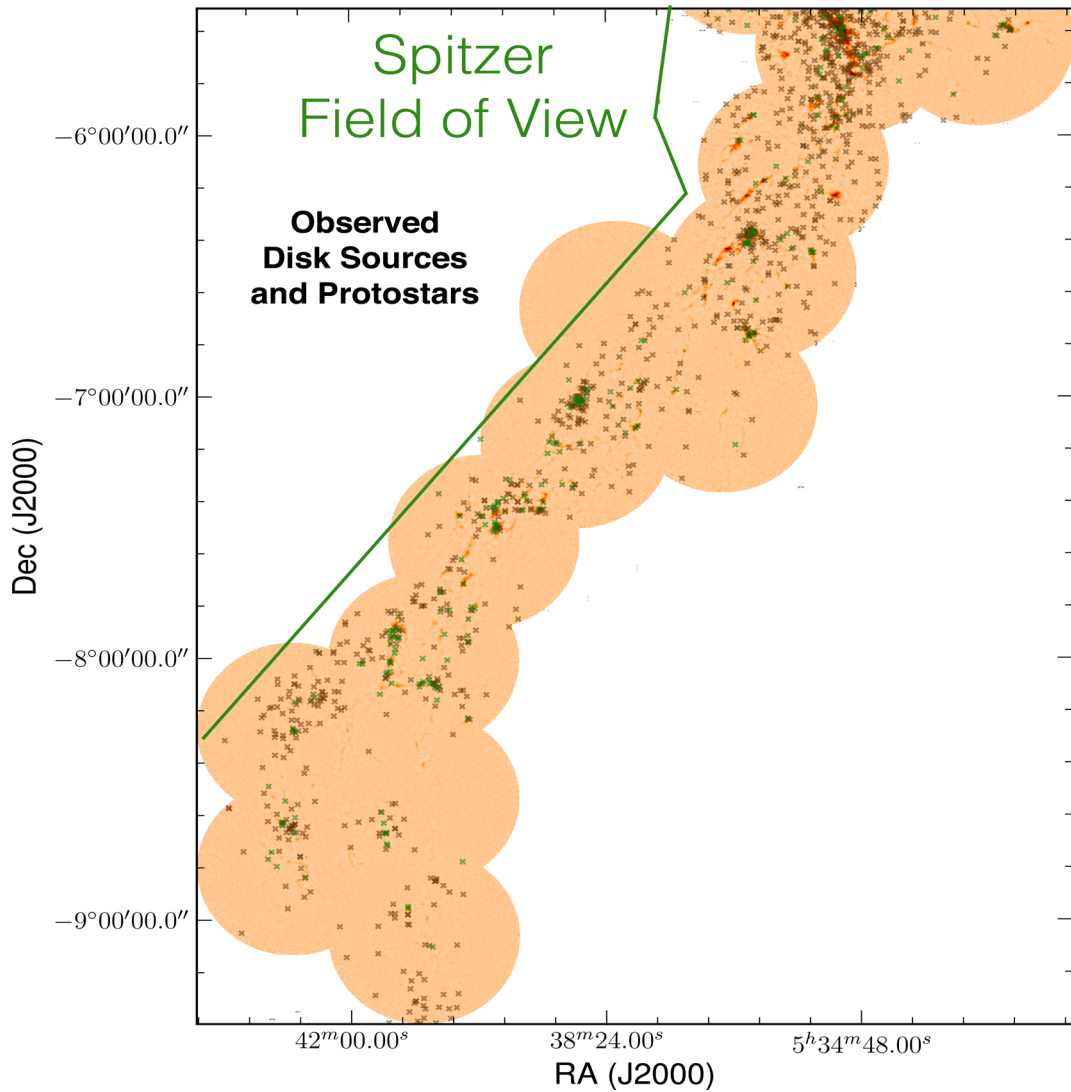 Spitzer
Field of View
Observed
Disk Sources
and Protostars
−6°00′00.0″
−7°00′00.0″
−8°00′00.0″
−9°00′00.0″
Dec (J2000)
42ᵐ00.00ˢ
38ᵐ24.00ˢ
5ʰ34ᵐ48.00ˢ
RA (J2000)